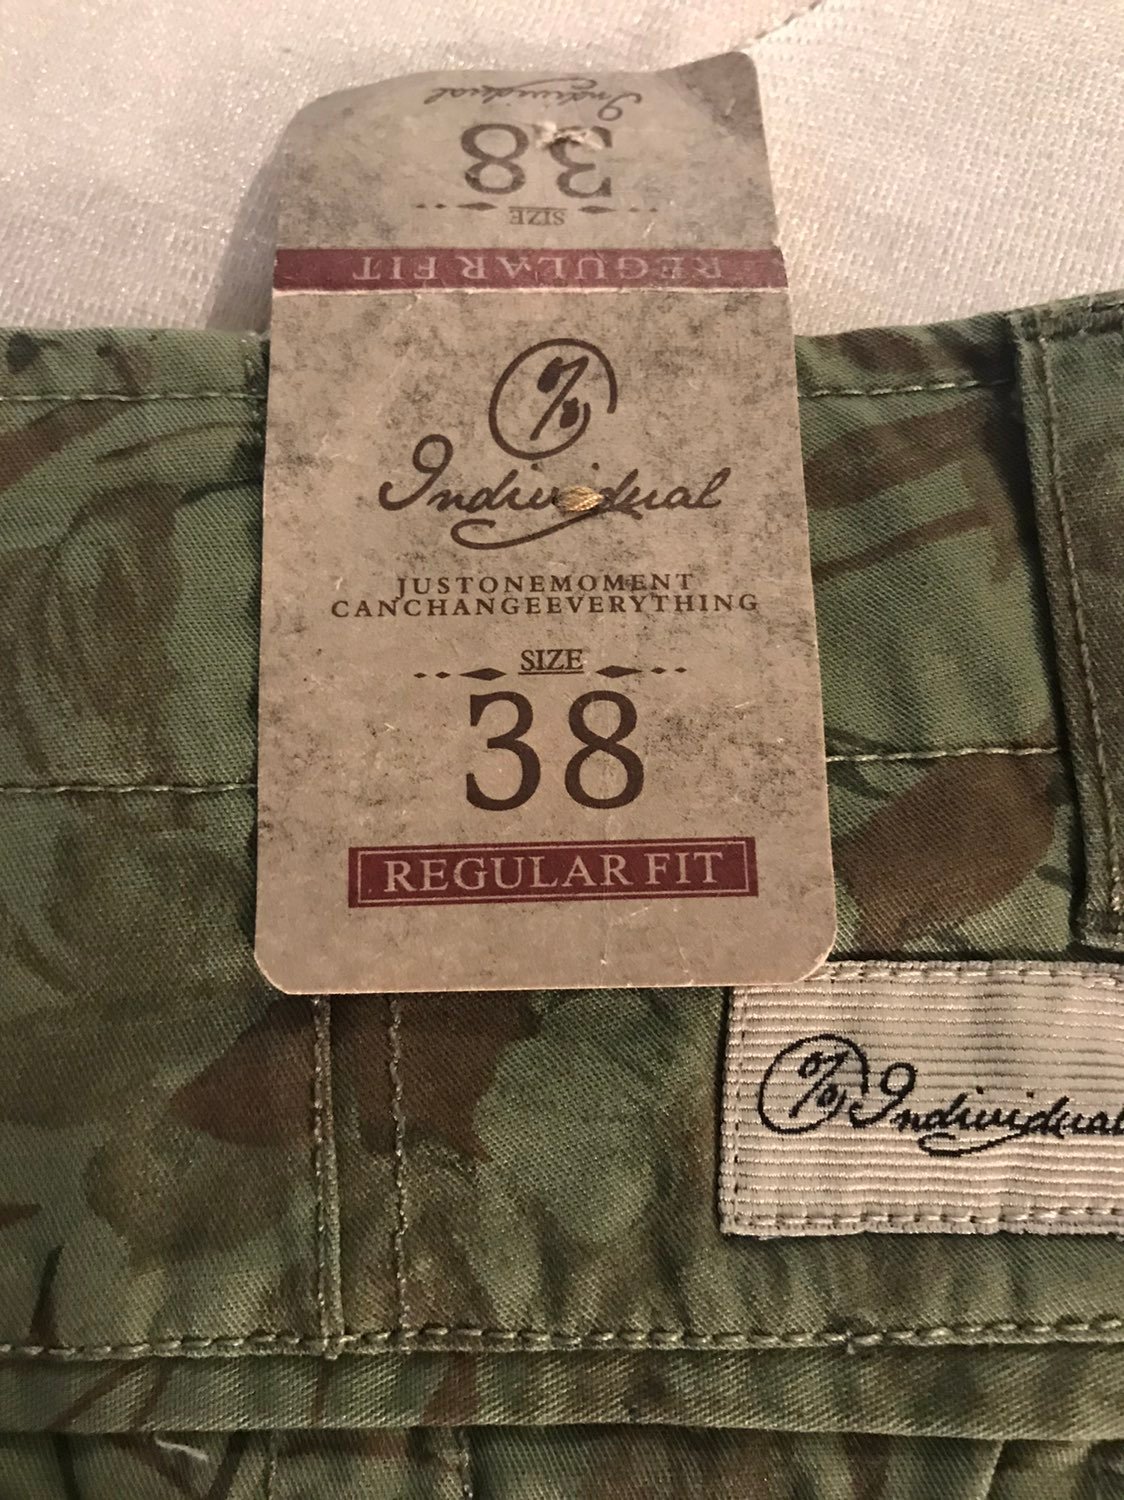 Individual
38
SIZE
REGULAR FIT
%
Individual
JUSTONEMOMENT
CANCHANGEEVERYTHING
SIZE
38
REGULAR FIT
% Individual